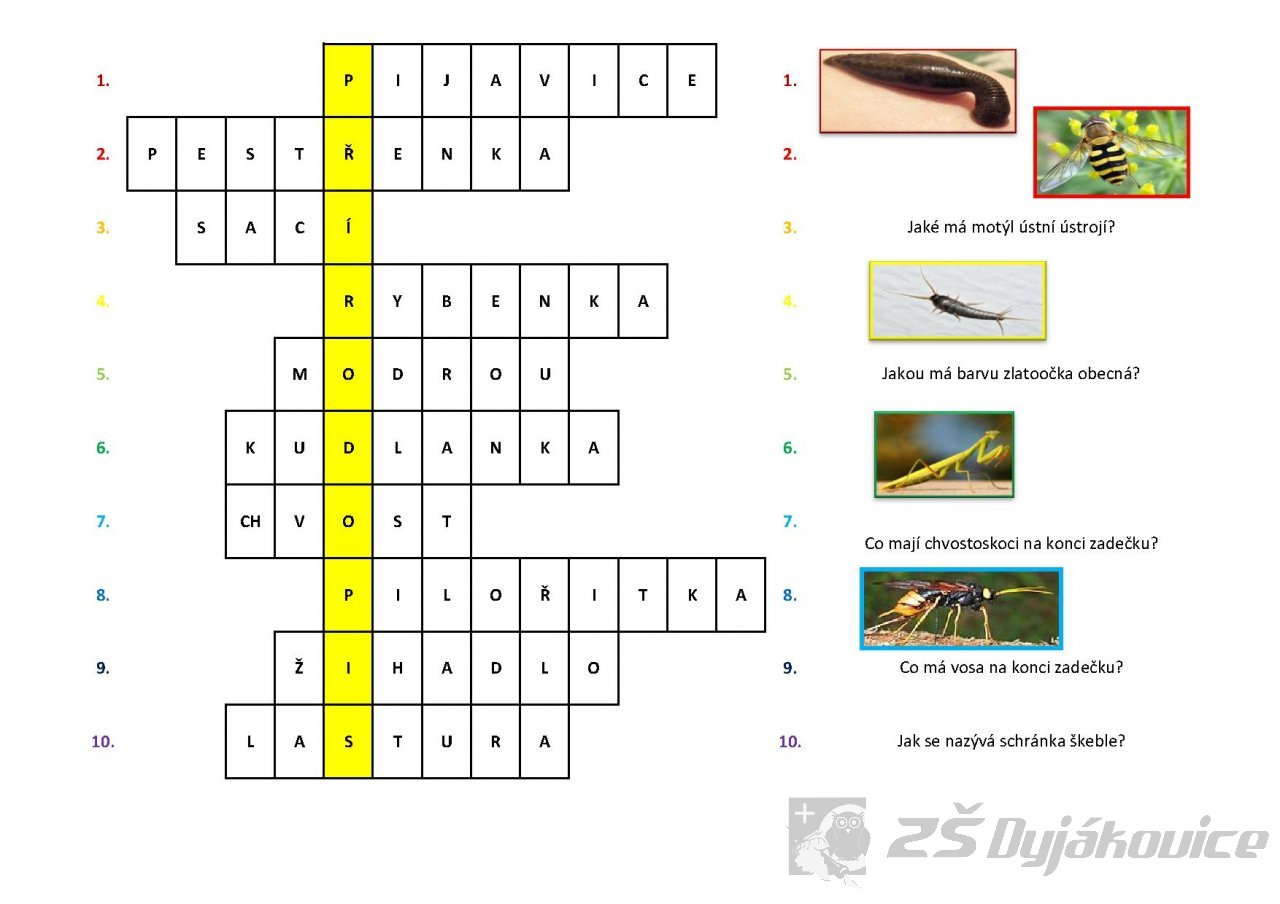 1. P I J A V I C E
2. P E S T Ř E N K A
3. S A C Í
4. R Y B E N K A
5. M O D R O U
6. K U D L A N K A
7. CH V O S T
8. P I L O Ř I T K A
9. Ž I H A D L O
10. L A S T U R A
1.
2.
3. Jaké má motýl ústní ústrojí?
4.
5. Jakou má barvu zlatoočka obecná?
6.
7. Co mají chvostoskoci na konci zadečku?
8.
9. Co má vosa na konci zadečku?
10. Jak se nazývá schránka škeble?
ZŠ Dyjákovice